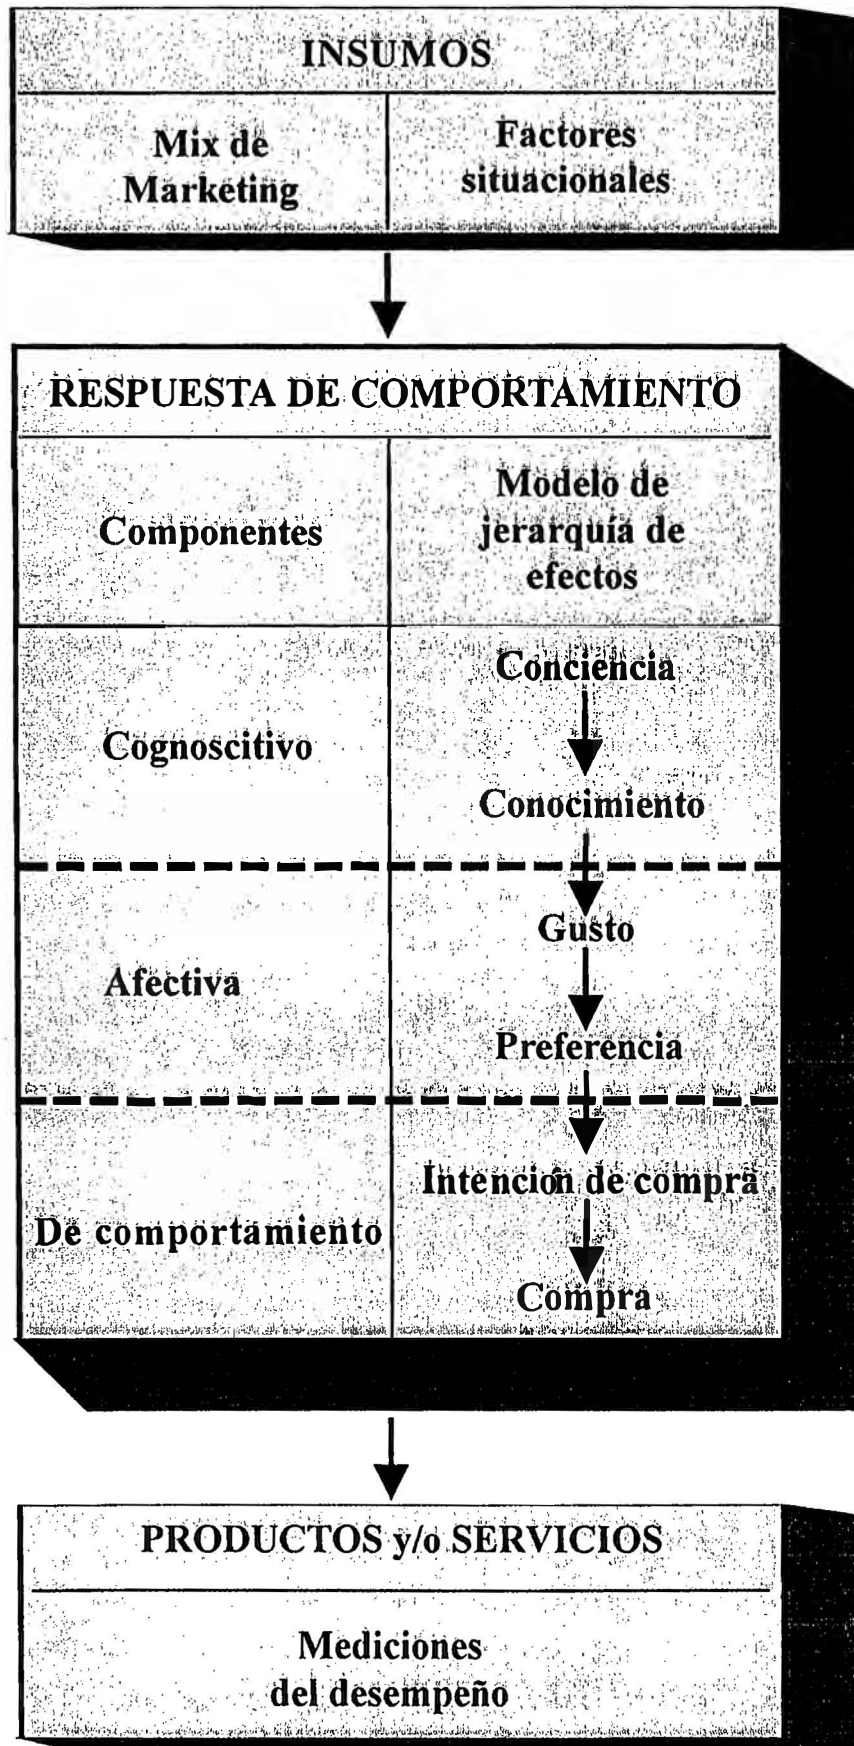 INSUMOS
Mix de
Marketing
Factores
situacionales
RESPUESTA DE COMPORTAMIENTO
Componentes
Modelo de
jerarquía de
efectos
Cognoscitivo
Conciencia
Conocimiento
Afectiva
Gusto
Preferencia
De comportamiento
Intención de compra
Compra
PRODUCTOS y/o SERVICIOS
Mediciones
del desempeño